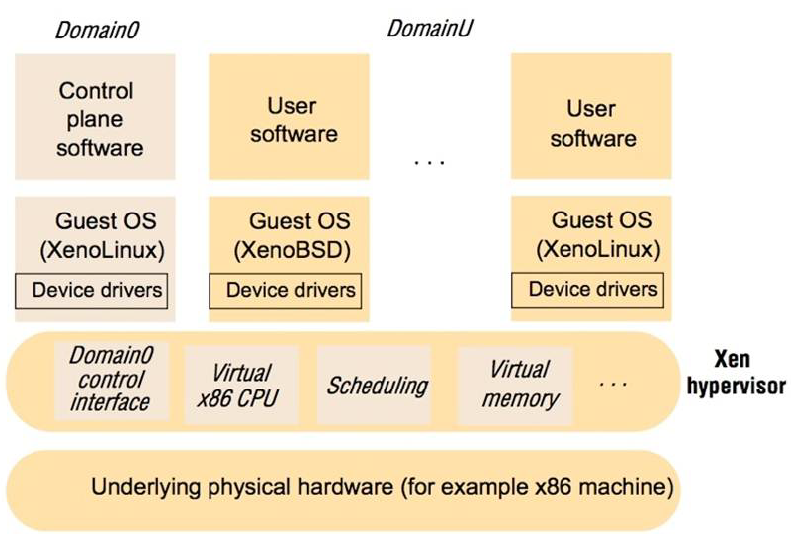 Domain0
DomainU
Control
plane
software
User
software
. . .
User
software
Guest OS
(XenoLinux)
Device drivers
Guest OS
(XenoBSD)
Device drivers
Guest OS
(XenoLinux)
Device drivers
Domain0
control
interface
Virtual
x86 CPU
Scheduling
Virtual
memory
. . .
Xen
hypervisor
Underlying physical hardware (for example x86 machine)